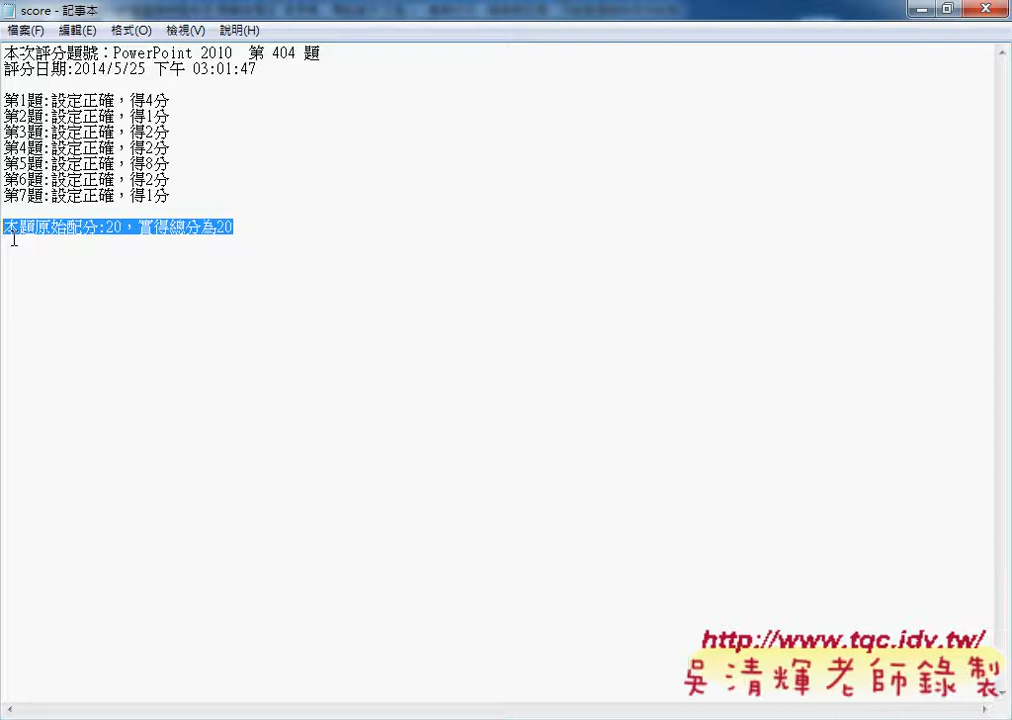 score - 記事本
檔案(F) 編輯(E) 格式(O) 檢視(V) 說明(H)
本次評分題號：PowerPoint 2010 第 404 題
評分日期:2014/5/25 下午 03:01:47
第1題:設定正確，得4分
第2題:設定正確，得1分
第3題:設定正確，得2分
第4題:設定正確，得2分
第5題:設定正確，得8分
第6題:設定正確，得2分
第7題:設定正確，得1分
本題原始配分:20，實得總分為20
http://www.tqc.idv.tw/
吳清輝老師錄製